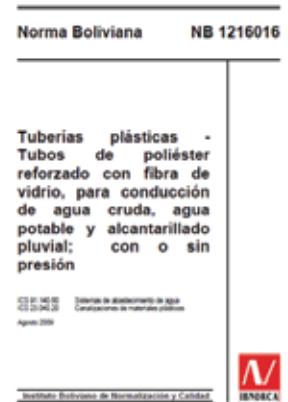 Norma Boliviana NB 1216016
Tuberías plásticas -
Tubos de poliéster
reforzado con fibra de
vidrio, para conducción
de agua cruda, agua
potable y alcantarillado
pluvial; con o sin
presión
ICS 91.140.60 Sistemas de abastecimiento de agua
ICS 23.040.20 Canalizaciones de materiales plásticos
Agosto 2009
Instituto Boliviano de Normalización y Calidad
IBNORCA